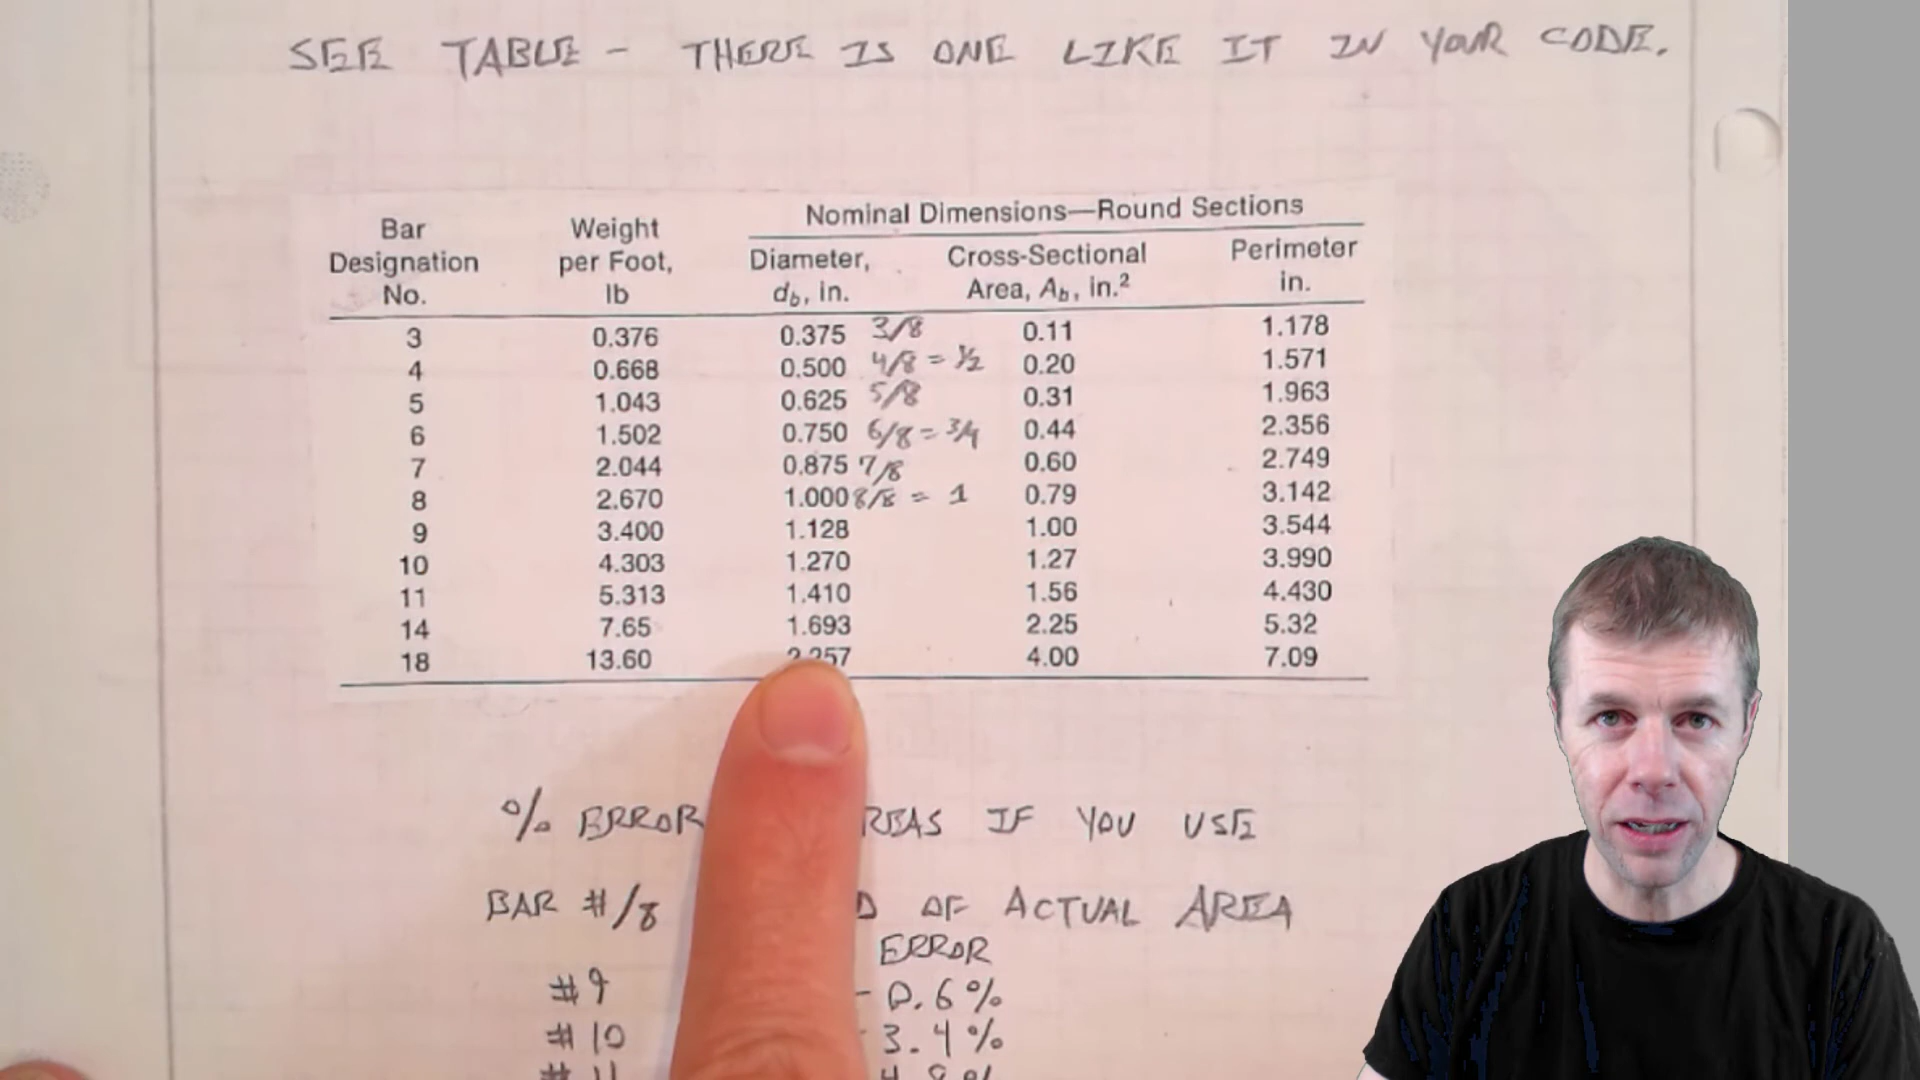 SEE TABLE - THERE IS ONE LIKE IT IN YOUR CODE.
Nominal Dimensions—Round Sections
Bar Designation No. Weight per Foot, lb Diameter, db, in. Cross-Sectional Area, Ab, in.² Perimeter in.
3 0.376 0.375 3/8 0.11 1.178
4 0.668 0.500 4/8 = 1/2 0.20 1.571
5 1.043 0.625 5/8 0.31 1.963
6 1.502 0.750 6/8 = 3/4 0.44 2.356
7 2.044 0.875 7/8 0.60 2.749
8 2.670 1.000 8/8 = 1 0.79 3.142
9 3.400 1.128 1.00 3.544
10 4.303 1.270 1.27 3.990
11 5.313 1.410 1.56 4.430
14 7.65 1.693 2.25 5.32
18 13.60 2.257 4.00 7.09
% ERROR IF YOU USE
BAR #/8 OF ACTUAL AREA
ERROR
#9 - 0.6%
#10 - 3.4%